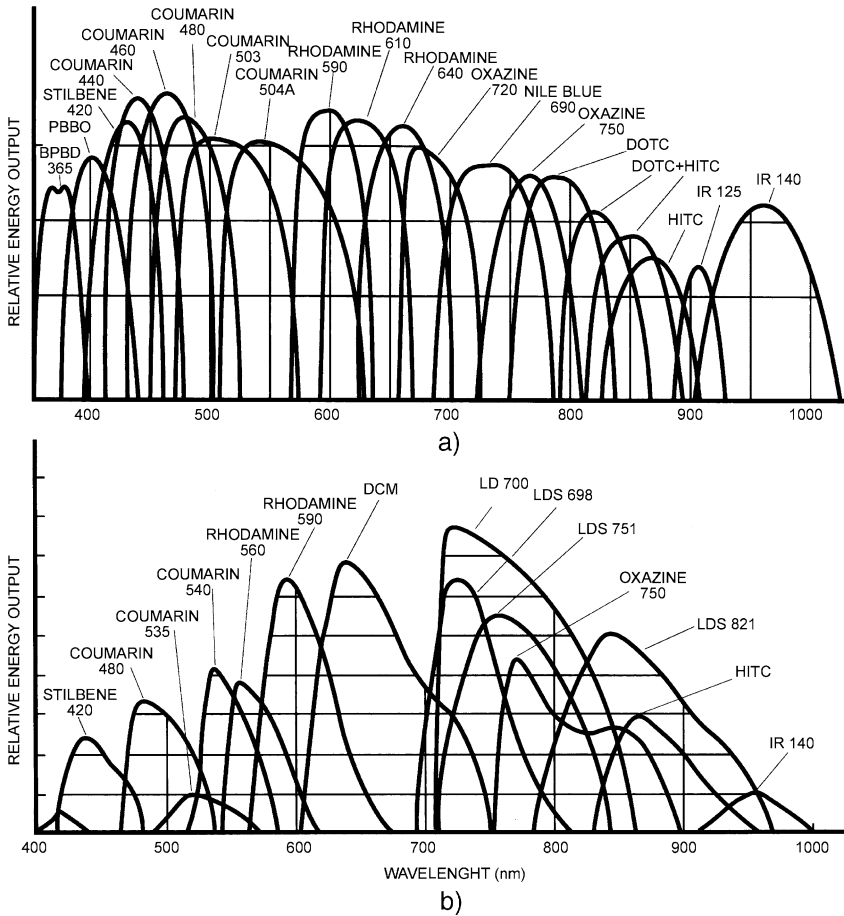 COUMARIN
480
COUMARIN
460
COUMARIN
503
COUMARIN
440
STILBENE
420
PBBO
BPBD
365
COUMARIN
504A
RHODAMINE
590
RHODAMINE
610
RHODAMINE
640
OXAZINE
720
NILE BLUE
690
OXAZINE
750
DOTC
DOTC+HITC
IR 125
HITC
IR 140
RELATIVE ENERGY OUTPUT
400 500 600 700 800 900 1000
a)
STILBENE
420
COUMARIN
480
COUMARIN
535
COUMARIN
540
RHODAMINE
560
RHODAMINE
590
DCM
LD 700
LDS 698
LDS 751
OXAZINE
750
LDS 821
HITC
IR 140
RELATIVE ENERGY OUTPUT
400 500 600 700 800 900 1000
WAVELENGHT (nm)
b)